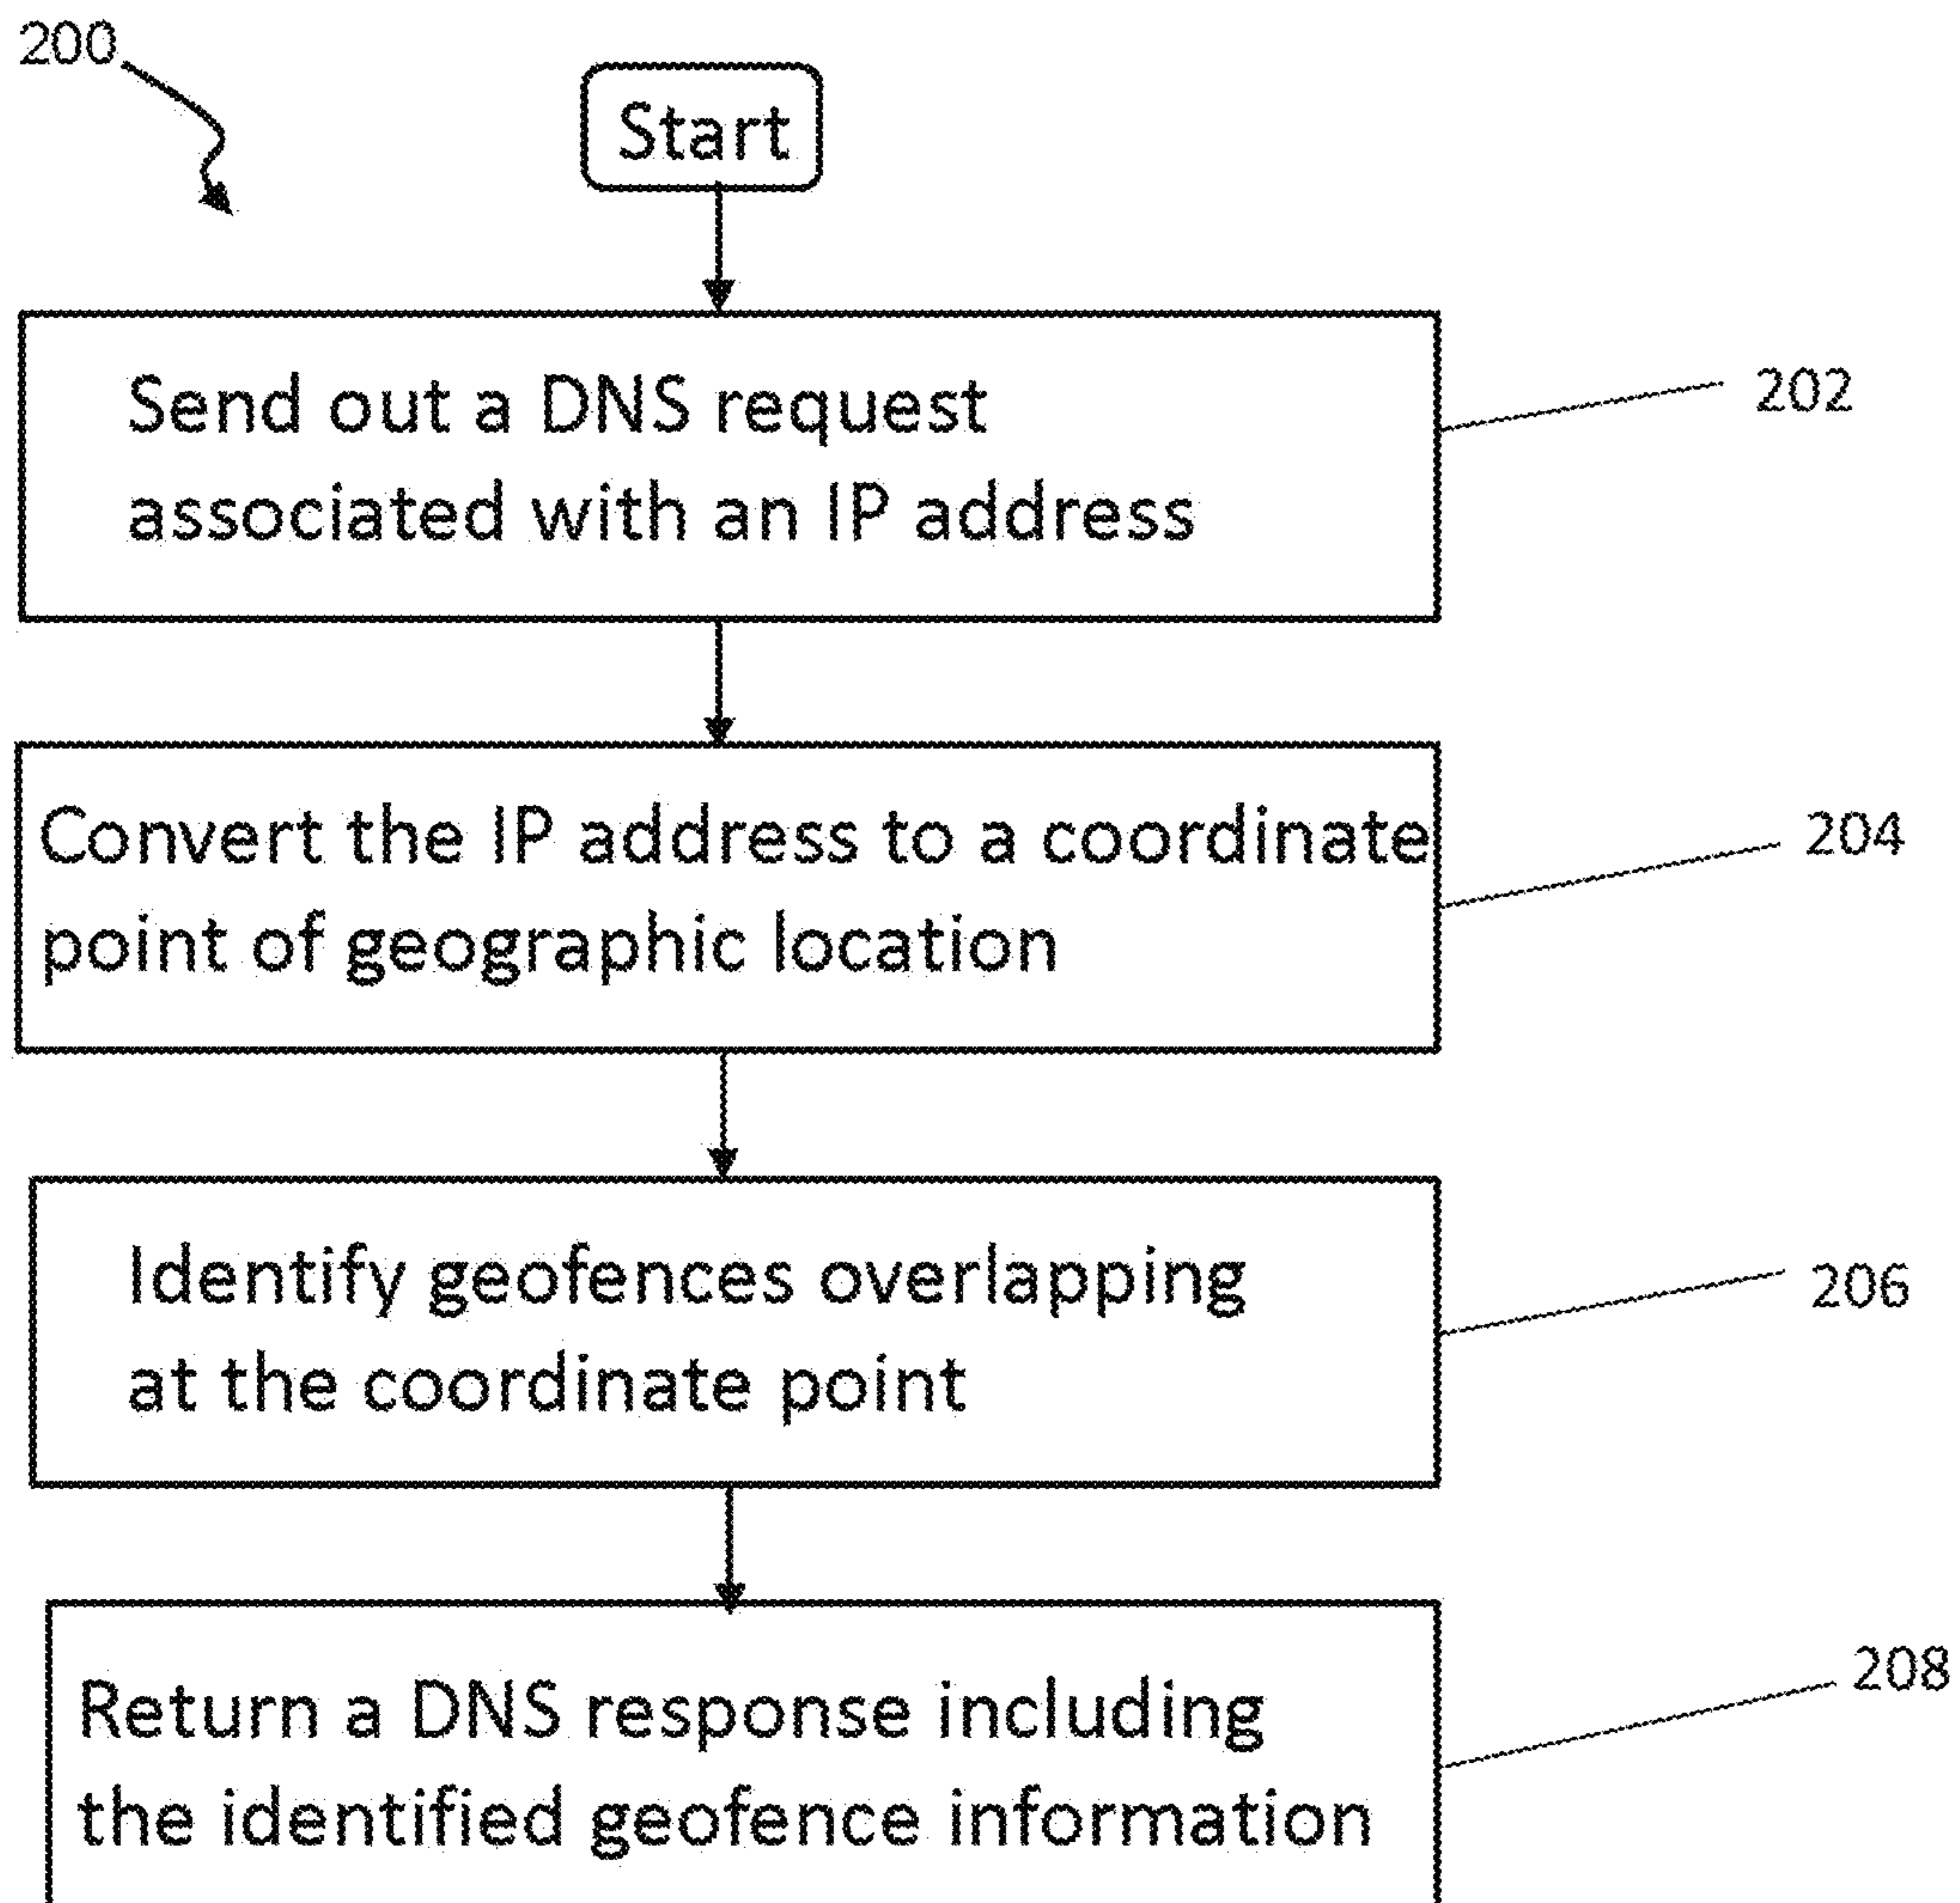 200
Start
Send out a DNS request
associated with an IP address
202
Convert the IP address to a coordinate
point of geographic location
204
Identify geofences overlapping
at the coordinate point
206
Return a DNS response including
the identified geofence information
208